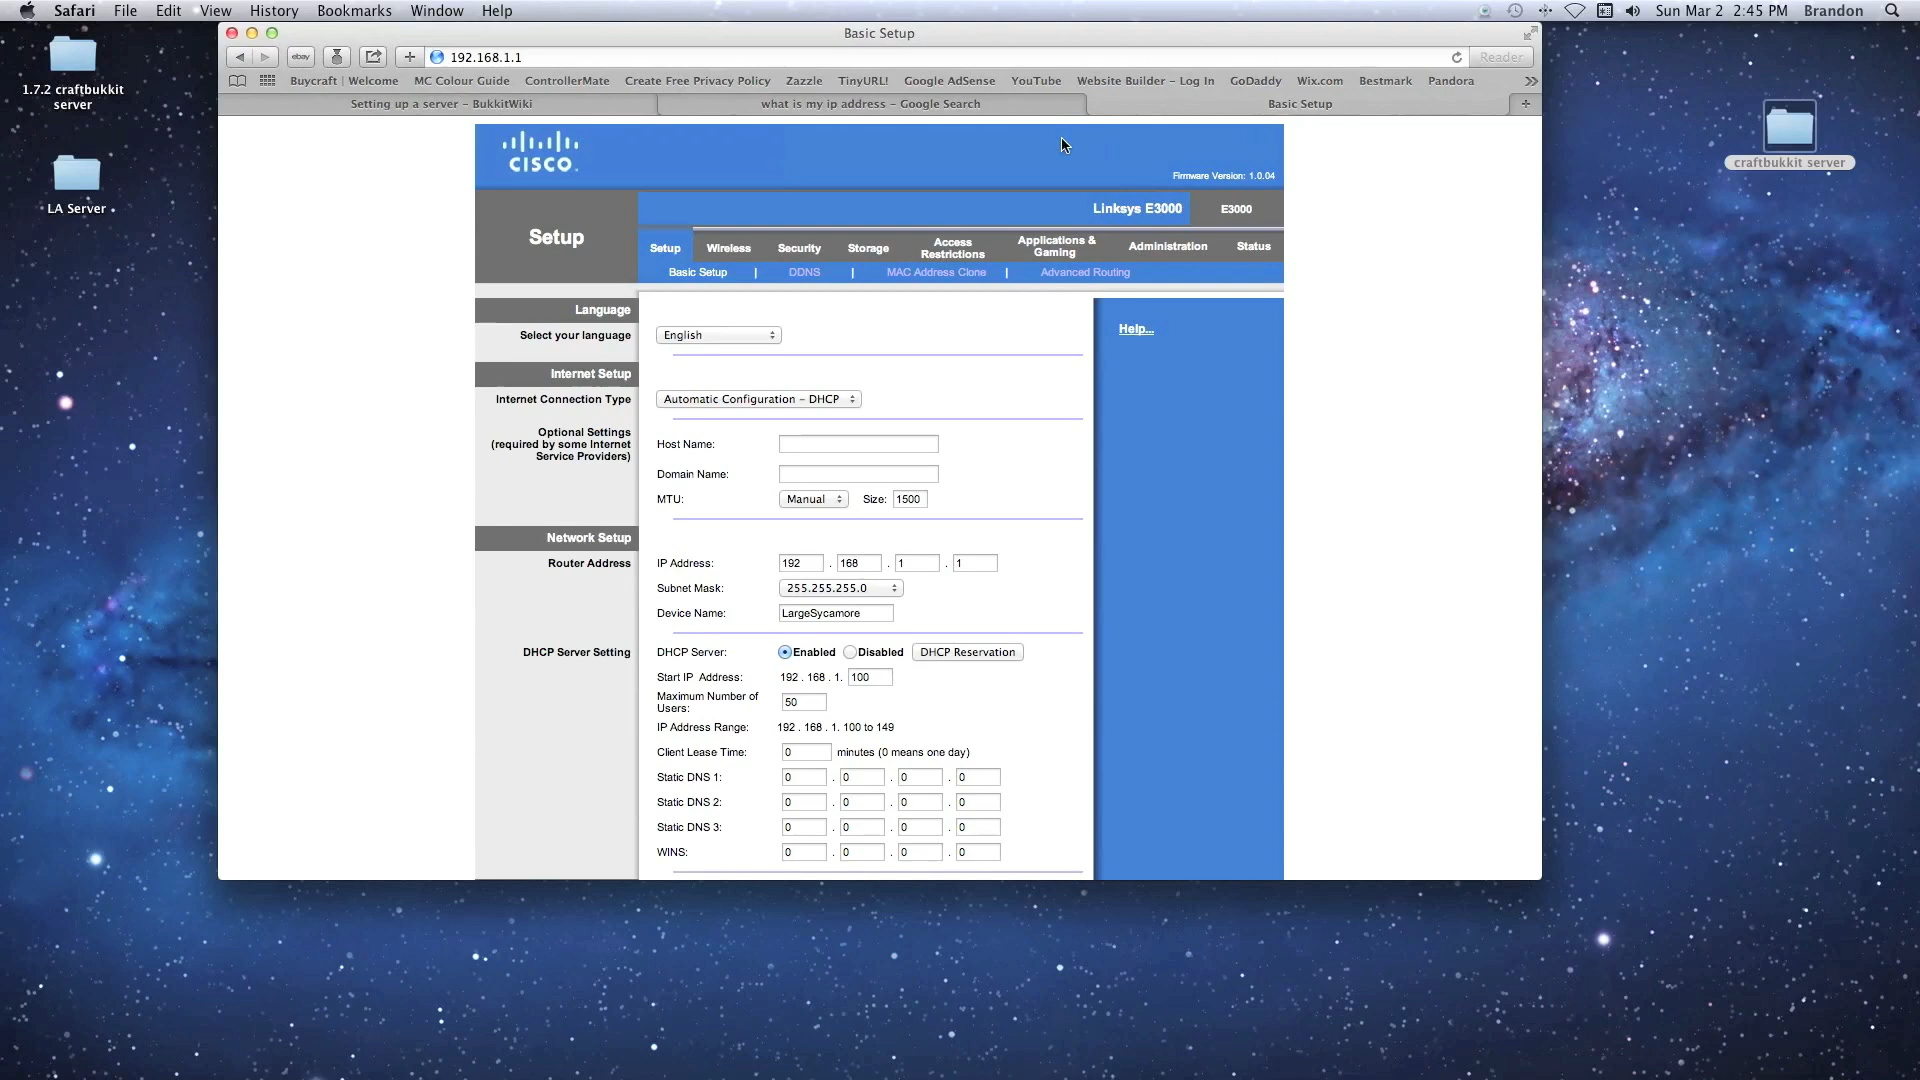 Safari File Edit View History Bookmarks Window Help
Sun Mar 2 2:45 PM Brandon
Basic Setup
ebay
192.168.1.1
Reader
Buycraft | Welcome MC Colour Guide ControllerMate Create Free Privacy Policy Zazzle TinyURL! Google AdSense YouTube Website Builder – Log In GoDaddy Wix.com Bestmark Pandora
Setting up a server – BukkitWiki
what is my ip address – Google Search
Basic Setup
1.7.2 craftbukkit
server
LA Server
craftbukkit server
CISCO.
Firmware Version: 1.0.04
Linksys E3000
E3000
Setup
Setup Wireless Security Storage Access Restrictions Applications & Gaming Administration Status
Basic Setup | DDNS | MAC Address Clone | Advanced Routing
Language
Select your language
English
Help...
Internet Setup
Internet Connection Type
Automatic Configuration – DHCP
Optional Settings
(required by some Internet
Service Providers)
Host Name:
Domain Name:
MTU: Manual Size: 1500
Network Setup
Router Address
IP Address: 192 . 168 . 1 . 1
Subnet Mask: 255.255.255.0
Device Name: LargeSycamore
DHCP Server Setting
DHCP Server: Enabled Disabled DHCP Reservation
Start IP Address: 192 . 168 . 1. 100
Maximum Number of
Users: 50
IP Address Range: 192 . 168 . 1. 100 to 149
Client Lease Time: 0 minutes (0 means one day)
Static DNS 1: 0 . 0 . 0 . 0
Static DNS 2: 0 . 0 . 0 . 0
Static DNS 3: 0 . 0 . 0 . 0
WINS: 0 . 0 . 0 . 0